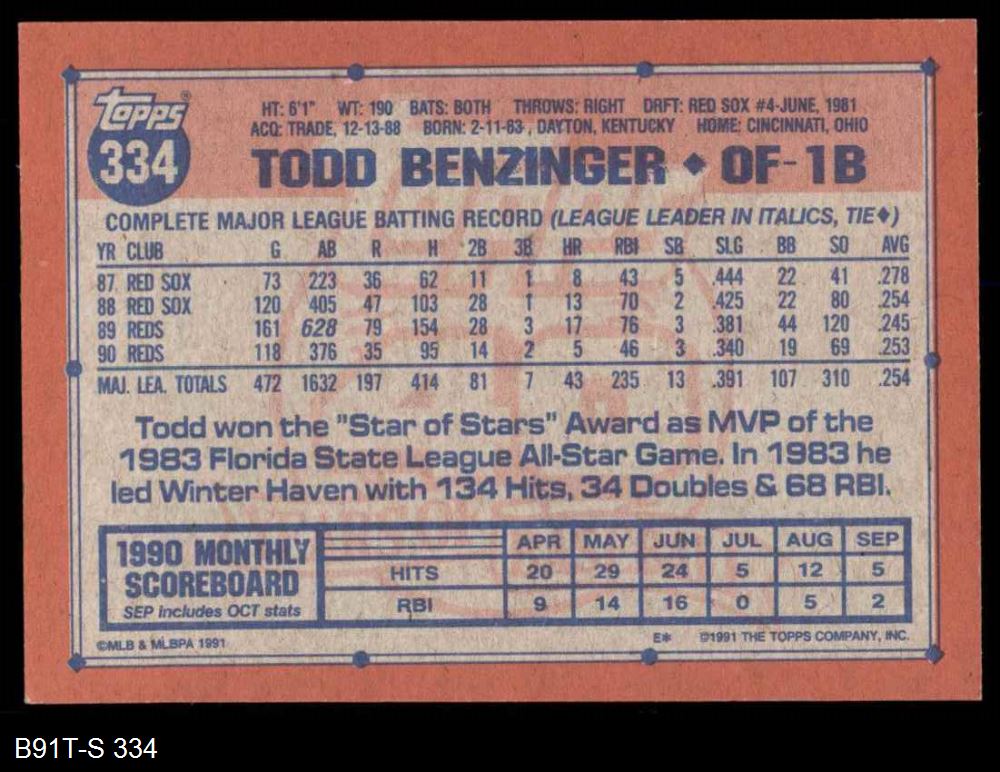 topps®
334
HT: 6'1" WT: 190 BATS: BOTH THROWS: RIGHT DRFT: RED SOX #4-JUNE, 1981
ACQ: TRADE, 12-13-88 BORN: 2-11-63, DAYTON, KENTUCKY HOME: CINCINNATI, OHIO
TODD BENZINGER ♦ OF-1B
COMPLETE MAJOR LEAGUE BATTING RECORD (LEAGUE LEADER IN ITALICS, TIE♦)
YR CLUB G AB R H 2B 3B HR RBI SB SLG BB SO AVG
87 RED SOX 73 223 36 62 11 1 8 43 5 .444 22 41 .278
88 RED SOX 120 405 47 103 28 1 13 70 2 .425 22 80 .254
89 REDS 161 628 79 154 28 3 17 76 3 .381 44 120 .245
90 REDS 118 376 35 95 14 2 5 46 3 .340 19 69 .253
MAJ. LEA. TOTALS 472 1632 197 414 81 7 43 235 13 .391 107 310 .254
Todd won the "Star of Stars" Award as MVP of the
1983 Florida State League All-Star Game. In 1983 he
led Winter Haven with 134 Hits, 34 Doubles & 68 RBI.
1990 MONTHLY
SCOREBOARD
SEP includes OCT stats
APR MAY JUN JUL AUG SEP
HITS 20 29 24 5 12 5
RBI 9 14 16 0 5 2
©MLB & MLBPA 1991
E* ©1991 THE TOPPS COMPANY, INC.
B91T-S 334